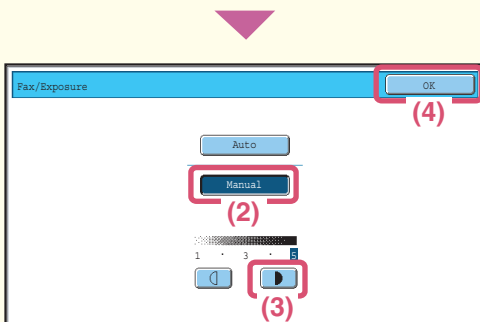 Fax/Exposure
OK
(4)
Auto
Manual
(2)
1 · 3 · 5
(3)